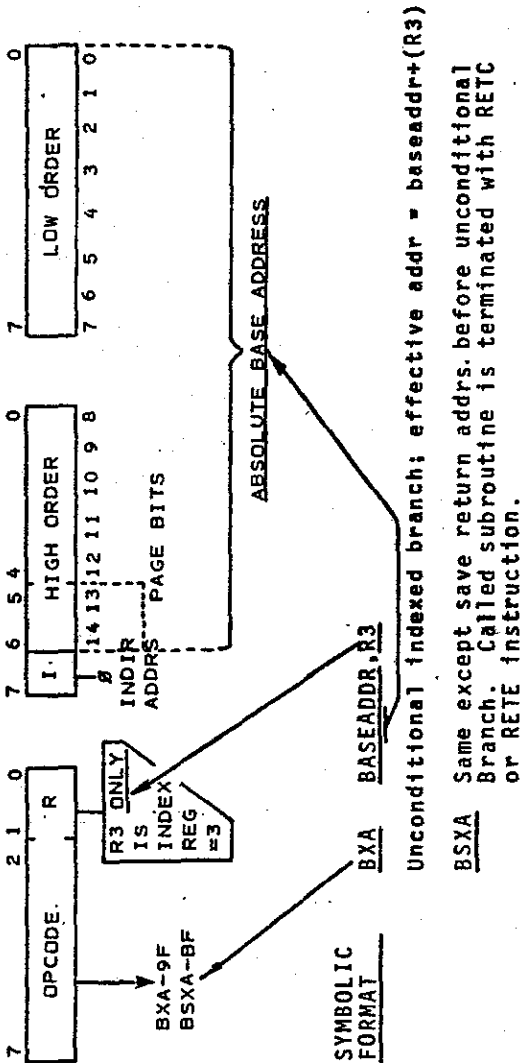 7 2 1 0
OPCODE. R
7 6 5 4 0
I. HIGH ORDER
7 0
LOW ORDER
14 13 12 11 10 9 8
7 6 5 4 3 2 1 0
Ø
INDIR
ADDRS
PAGE BITS
R3 ONLY
IS
INDEX
REG
=3
BXA-9F
BSXA-BF
ABSOLUTE BASE ADDRESS
SYMBOLIC
FORMAT
BXA BASEADDR,R3
Unconditional indexed branch; effective addr = baseaddr+(R3)
BSXA Same except save return addrs. before unconditional
Branch. Called subroutine is terminated with RETC
or RETE instruction.